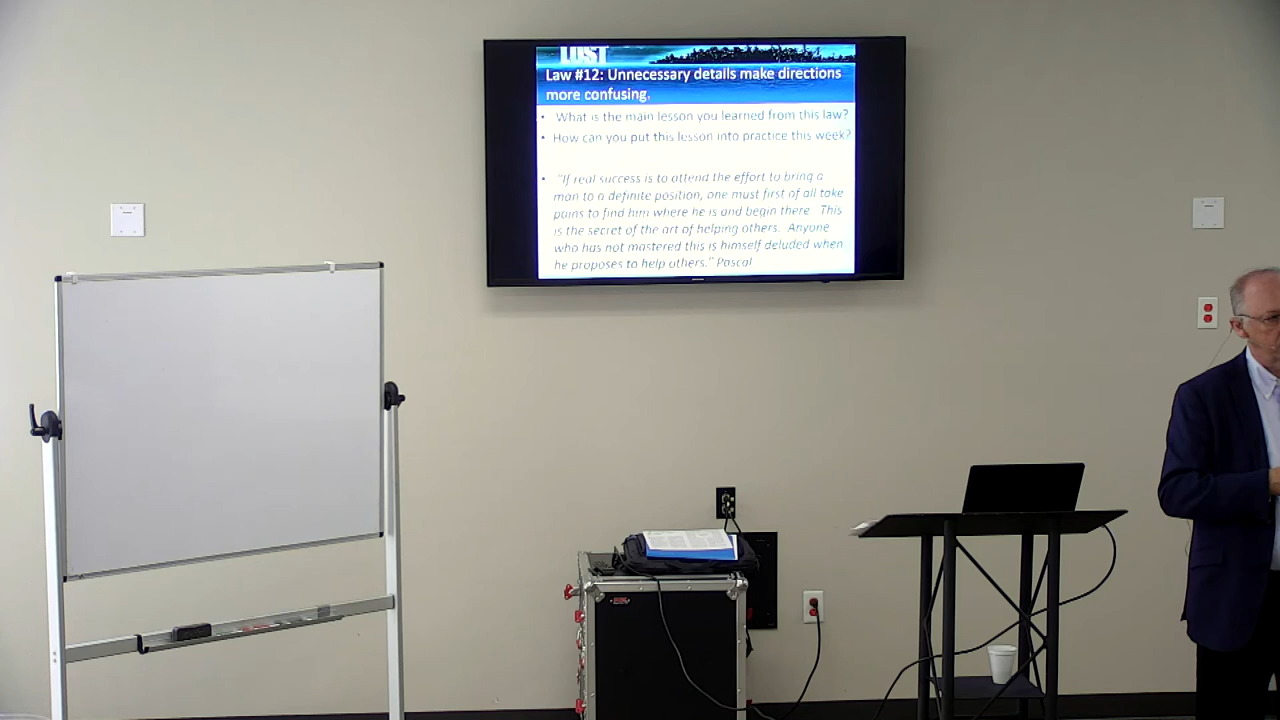 LOST
Law #12: Unnecessary details make directions
more confusing.
• What is the main lesson you learned from this law?
• How can you put this lesson into practice this week?
• "If real success is to attend the effort to bring a
man to a definite position, one must first of all take
pains to find him where he is and begin there. This
is the secret of the art of helping others. Anyone
who has not mastered this is himself deluded when
he proposes to help others." Pascal